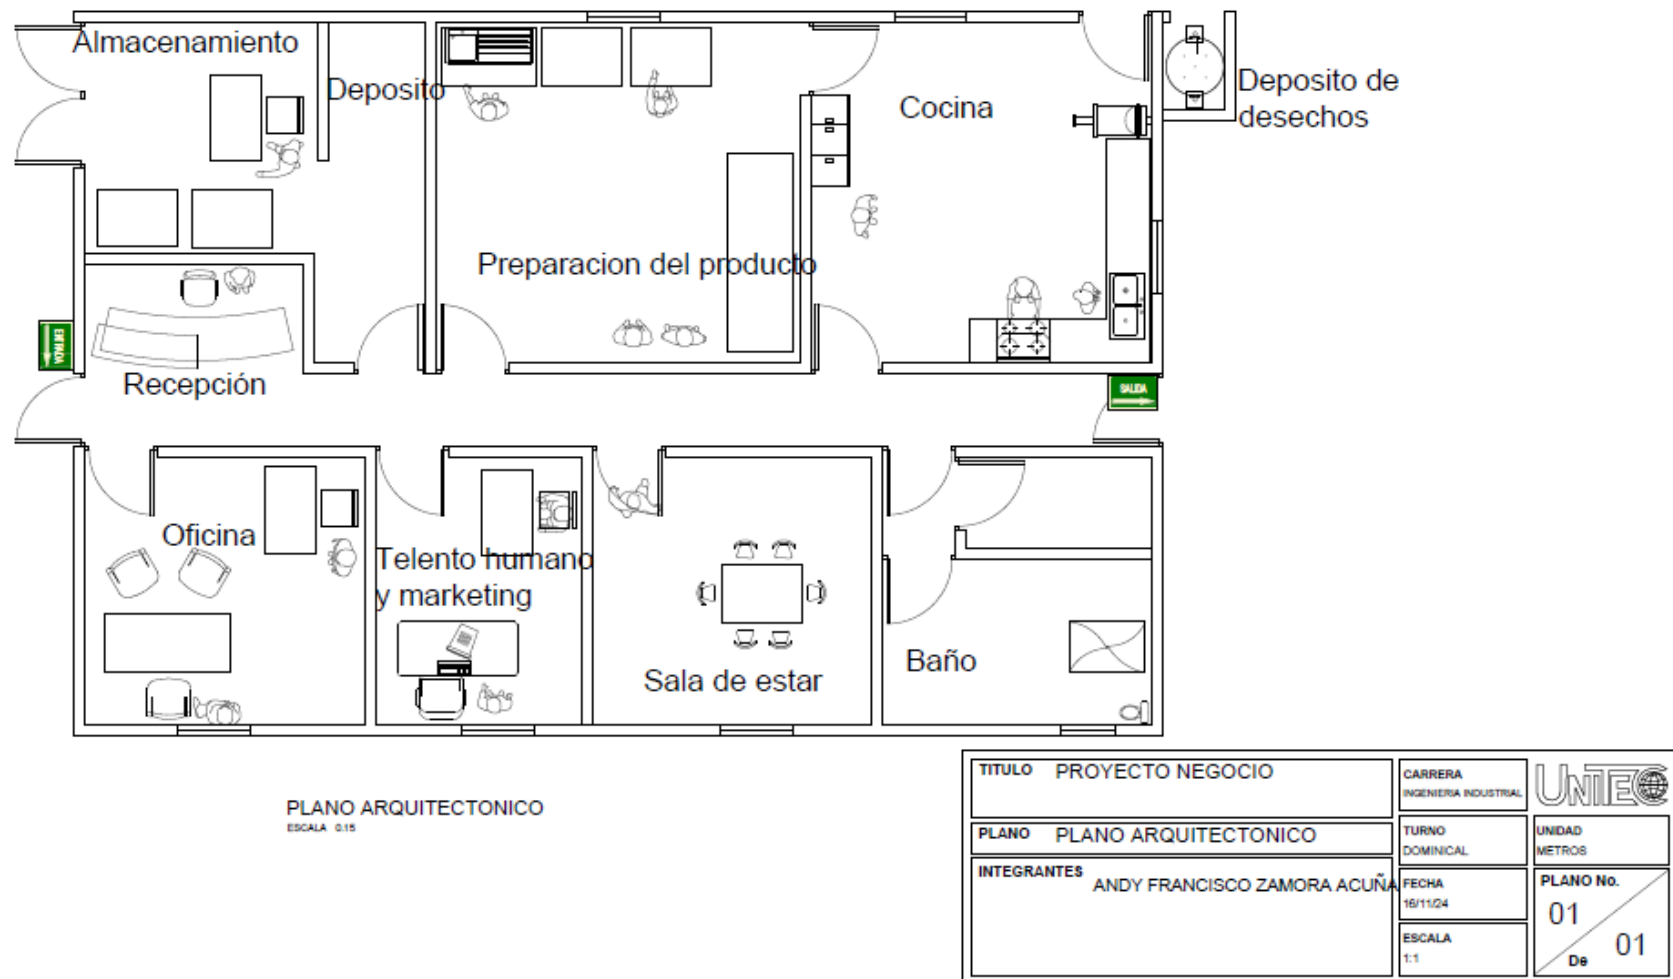 Almacenamiento
Deposito
Cocina
Deposito de
desechos
Preparacion del producto
ENTRADA
Recepción
SALIDA
Oficina
Telento humano
y marketing
Sala de estar
Baño
PLANO ARQUITECTONICO
ESCALA 0.15
TITULO PROYECTO NEGOCIO
PLANO PLANO ARQUITECTONICO
INTEGRANTES
ANDY FRANCISCO ZAMORA ACUÑA
CARRERA
INGENIERIA INDUSTRIAL
UNITEC
TURNO
DOMINICAL
UNIDAD
METROS
FECHA
16/11/24
PLANO No.
01
De 01
ESCALA
1:1